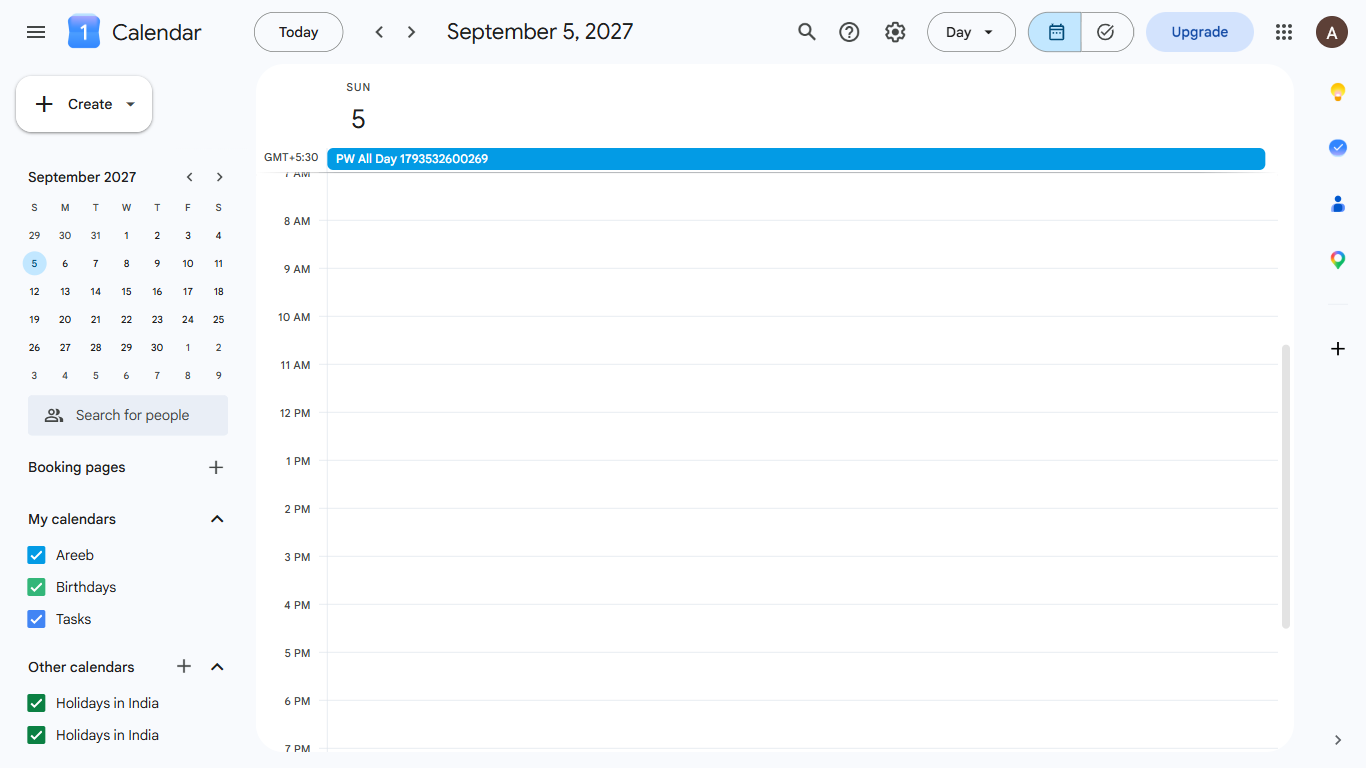 1 Calendar Today September 5, 2027 Day Upgrade A
Create
September 2027
S M T W T F S
29 30 31 1 2 3 4
5 6 7 8 9 10 11
12 13 14 15 16 17 18
19 20 21 22 23 24 25
26 27 28 29 30 1 2
3 4 5 6 7 8 9
Search for people
Booking pages
My calendars
Areeb
Birthdays
Tasks
Other calendars
Holidays in India
Holidays in India
SUN
5
GMT+5:30 PW All Day 1793532600269
7 AM
8 AM
9 AM
10 AM
11 AM
12 PM
1 PM
2 PM
3 PM
4 PM
5 PM
6 PM
7 PM